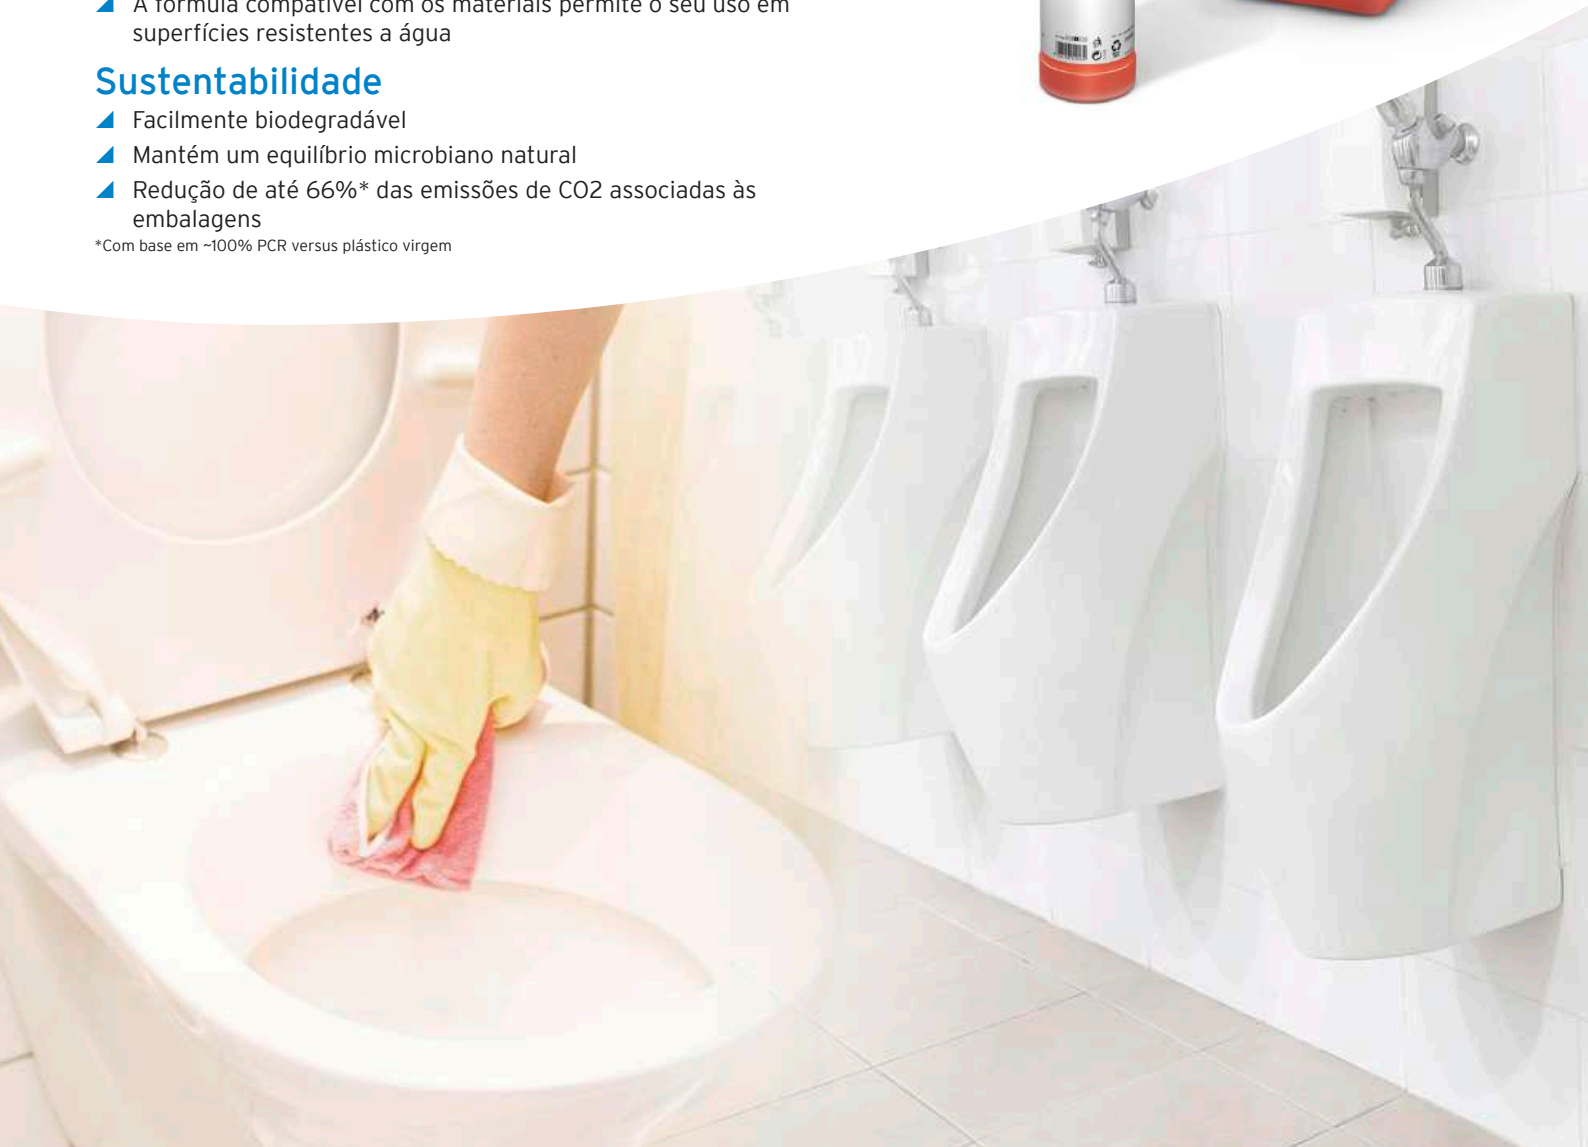 A fórmula compatível com os materiais permite o seu uso em
superfícies resistentes a água
Sustentabilidade
Facilmente biodegradável
Mantém um equilíbrio microbiano natural
Redução de até 66%* das emissões de CO2 associadas às
embalagens
*Com base em ~100% PCR versus plástico virgem